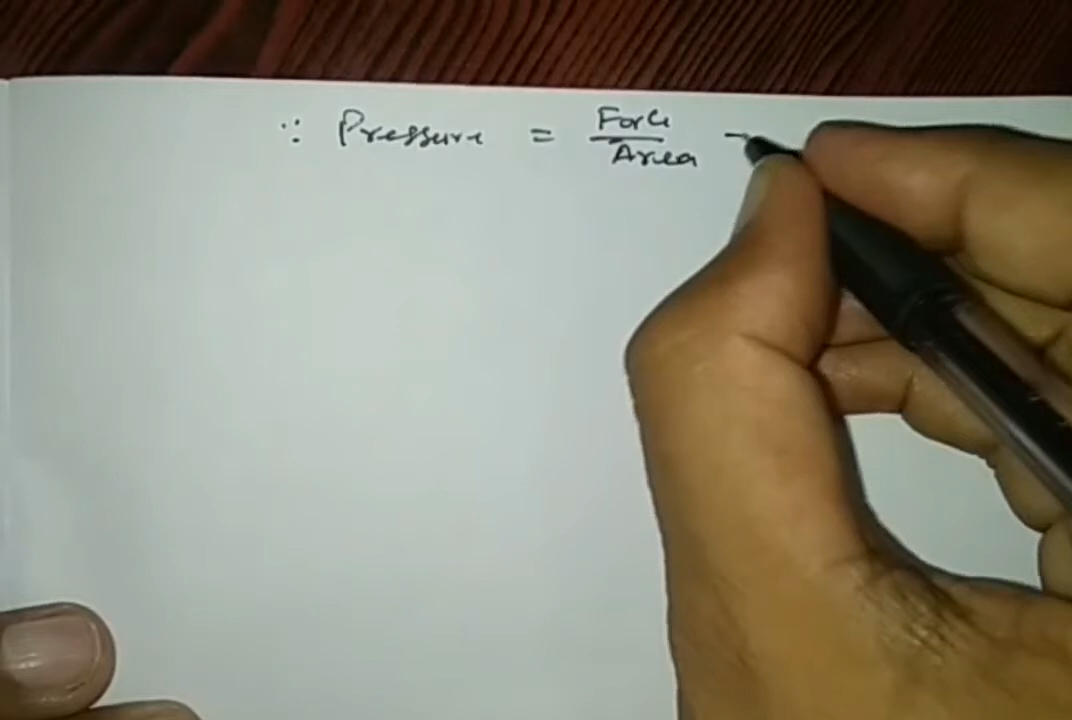 ∵ Pressure = Force / Area -